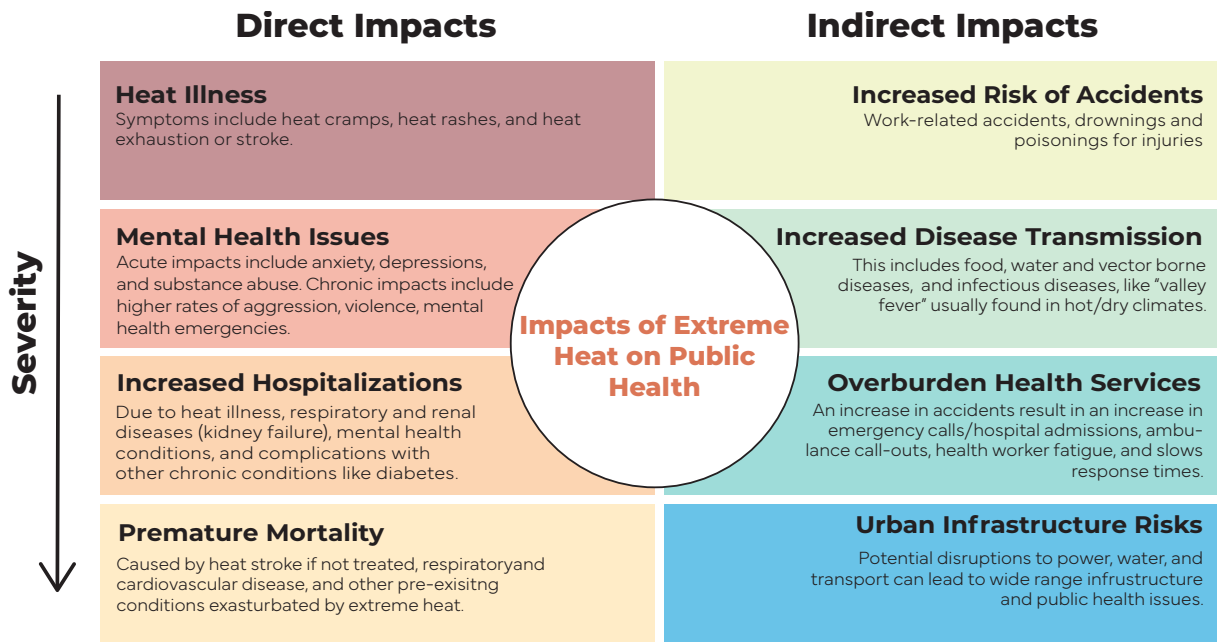 Direct Impacts
Indirect Impacts
Severity
Heat Illness
Symptoms include heat cramps, heat rashes, and heat
exhaustion or stroke.
Increased Risk of Accidents
Work-related accidents, drownings and
poisonings for injuries
Mental Health Issues
Acute impacts include anxiety, depressions,
and substance abuse. Chronic impacts include
higher rates of aggression, violence, mental
health emergencies.
Increased Disease Transmission
This includes food, water and vector borne
diseases, and infectious diseases, like "valley
fever" usually found in hot/dry climates.
Impacts of Extreme
Heat on Public
Health
Increased Hospitalizations
Due to heat illness, respiratory and renal
diseases (kidney failure), mental health
conditions, and complications with
other chronic conditions like diabetes.
Overburden Health Services
An increase in accidents result in an increase in
emergency calls/hospital admissions, ambu-
lance call-outs, health worker fatigue, and slows
response times.
Premature Mortality
Caused by heat stroke if not treated, respiratoryand
cardiovascular disease, and other pre-exisitng
conditions exasturbated by extreme heat.
Urban Infrastructure Risks
Potential disruptions to power, water, and
transport can lead to wide range infrustructure
and public health issues.